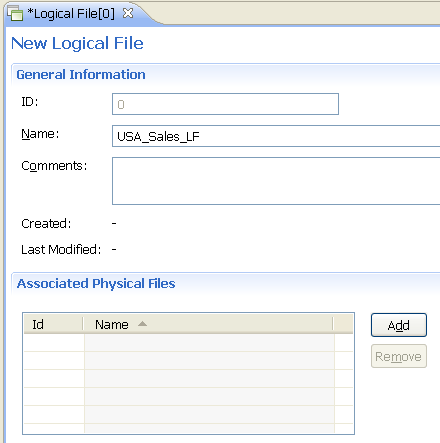 *Logical File[0]
New Logical File
General Information
ID: 0
Name: USA_Sales_LF
Comments:
Created: -
Last Modified: -
Associated Physical Files
Id Name Add
Remove